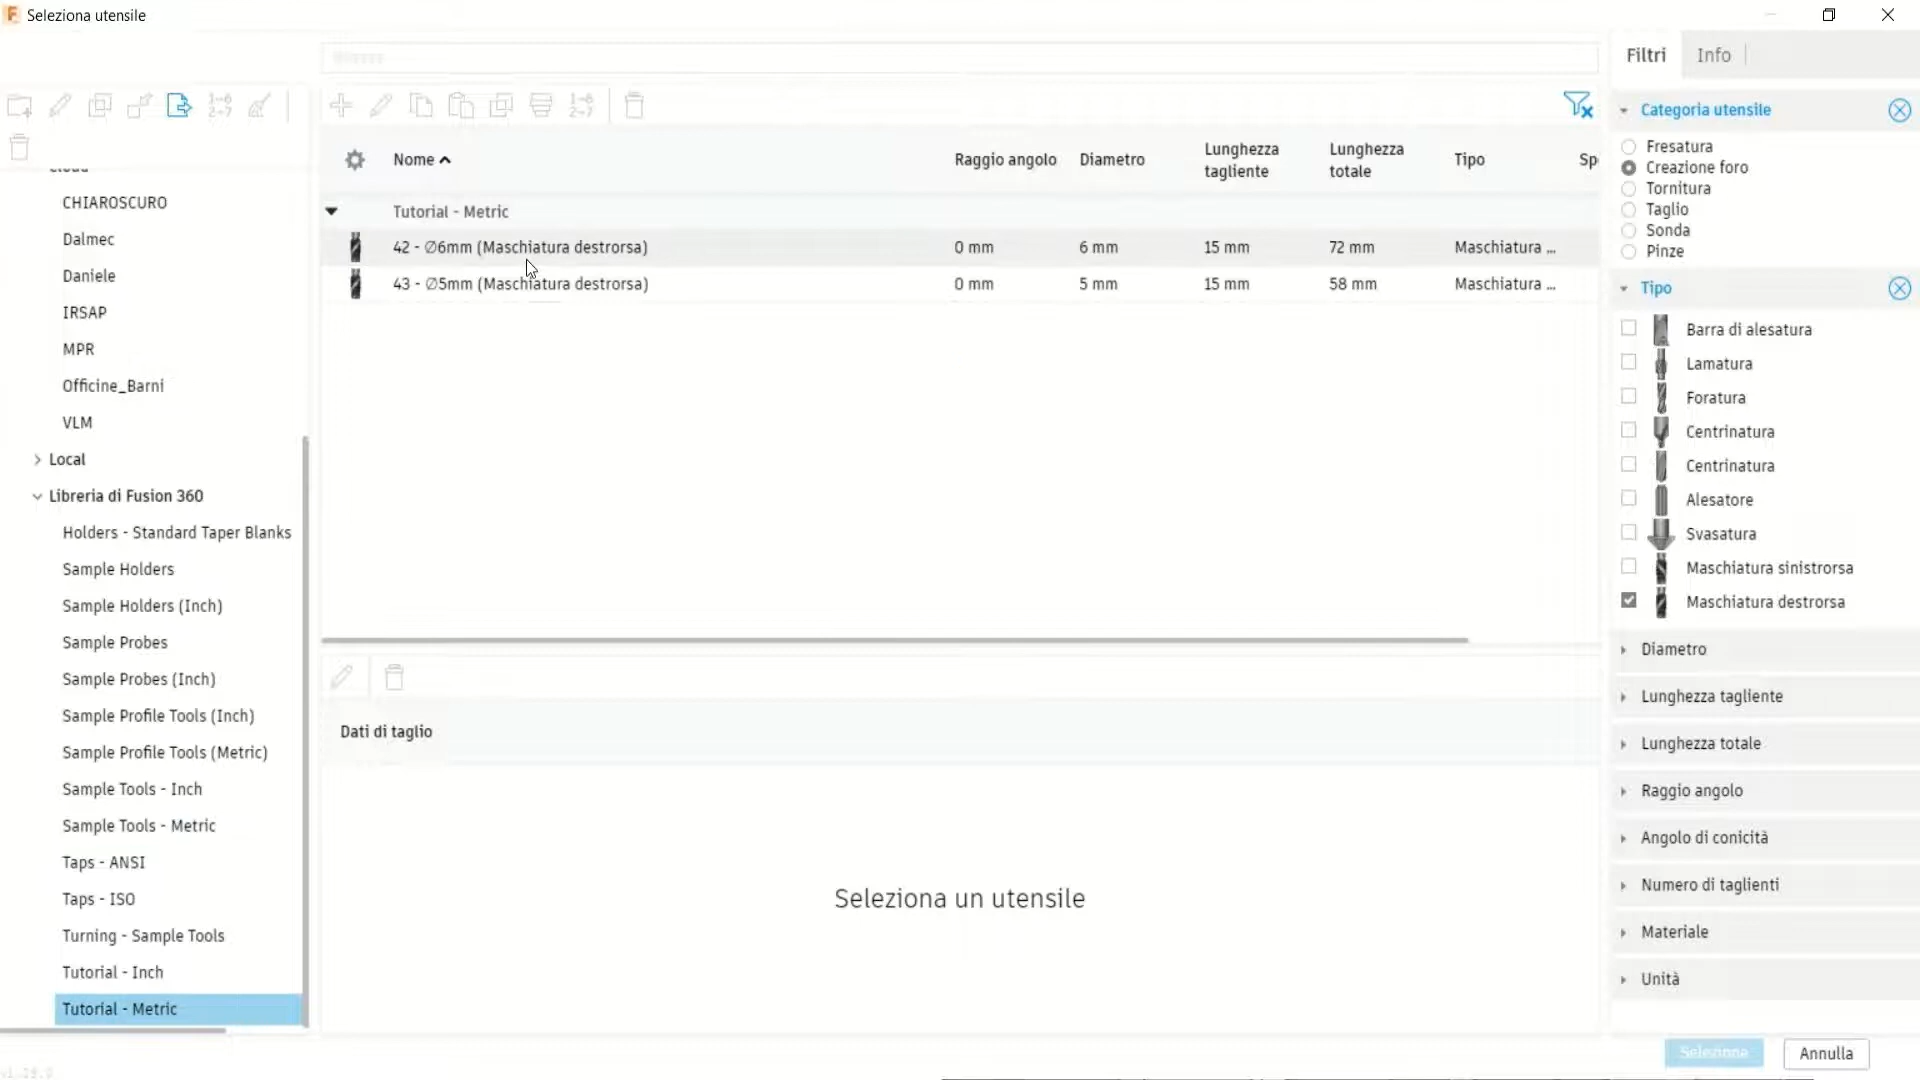 Seleziona utensile
Filtri
Info
Categoria utensile
Fresatura
Creazione foro
Tornitura
Taglio
Sonda
Pinze
Tipo
Barra di alesatura
Lamatura
Foratura
Centrinatura
Centrinatura
Alesatore
Svasatura
Maschiatura sinistrorsa
Maschiatura destrorsa
Diametro
Lunghezza tagliente
Lunghezza totale
Raggio angolo
Angolo di conicità
Numero di taglienti
Materiale
Unità
CHIAROSCURO
Dalmec
Daniele
IRSAP
MPR
Officine_Barni
VLM
Local
Libreria di Fusion 360
Holders - Standard Taper Blanks
Sample Holders
Sample Holders (Inch)
Sample Probes
Sample Probes (Inch)
Sample Profile Tools (Inch)
Sample Profile Tools (Metric)
Sample Tools - Inch
Sample Tools - Metric
Taps - ANSI
Taps - ISO
Turning - Sample Tools
Tutorial - Inch
Tutorial - Metric
Nome Raggio angolo Diametro Lunghezza tagliente Lunghezza totale Tipo Sp
Tutorial - Metric
42 - ∅6mm (Maschiatura destrorsa) 0 mm 6 mm 15 mm 72 mm Maschiatura ...
43 - ∅5mm (Maschiatura destrorsa) 0 mm 5 mm 15 mm 58 mm Maschiatura ...
Dati di taglio
Seleziona un utensile
Seleziona
Annulla